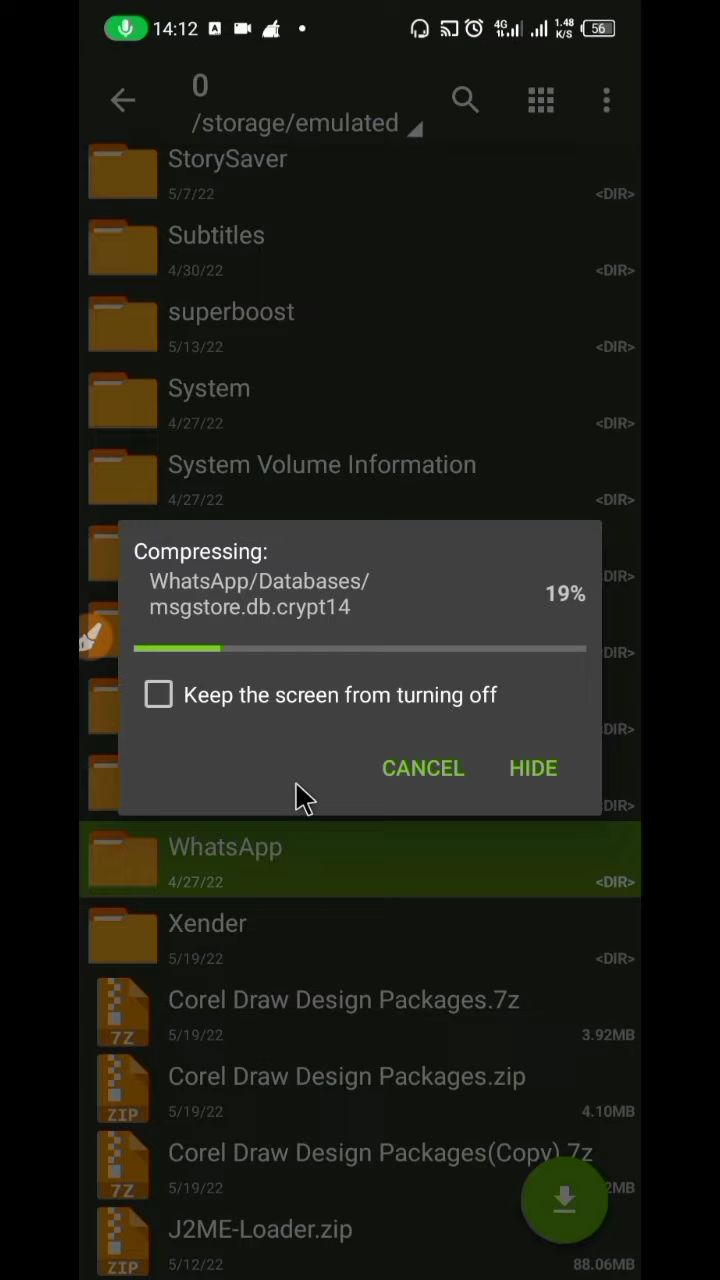 14:12 A 4G 1.48 K/S 56
0
/storage/emulated
StorySaver
5/7/22 <DIR>
Subtitles
4/30/22 <DIR>
superboost
5/13/22 <DIR>
System
4/27/22 <DIR>
System Volume Information
4/27/22 <DIR>
Compressing:
WhatsApp/Databases/
msgstore.db.crypt14
19%
DIR>
DIR>
DIR>
DIR>
Keep the screen from turning off
CANCEL HIDE
WhatsApp
4/27/22 <DIR>
Xender
5/19/22 <DIR>
Corel Draw Design Packages.7z
7Z 5/19/22 3.92MB
Corel Draw Design Packages.zip
ZIP 5/19/22 4.10MB
Corel Draw Design Packages(Copy).7z
7Z 5/19/22 2MB
J2ME-Loader.zip
ZIP 5/12/22 88.06MB